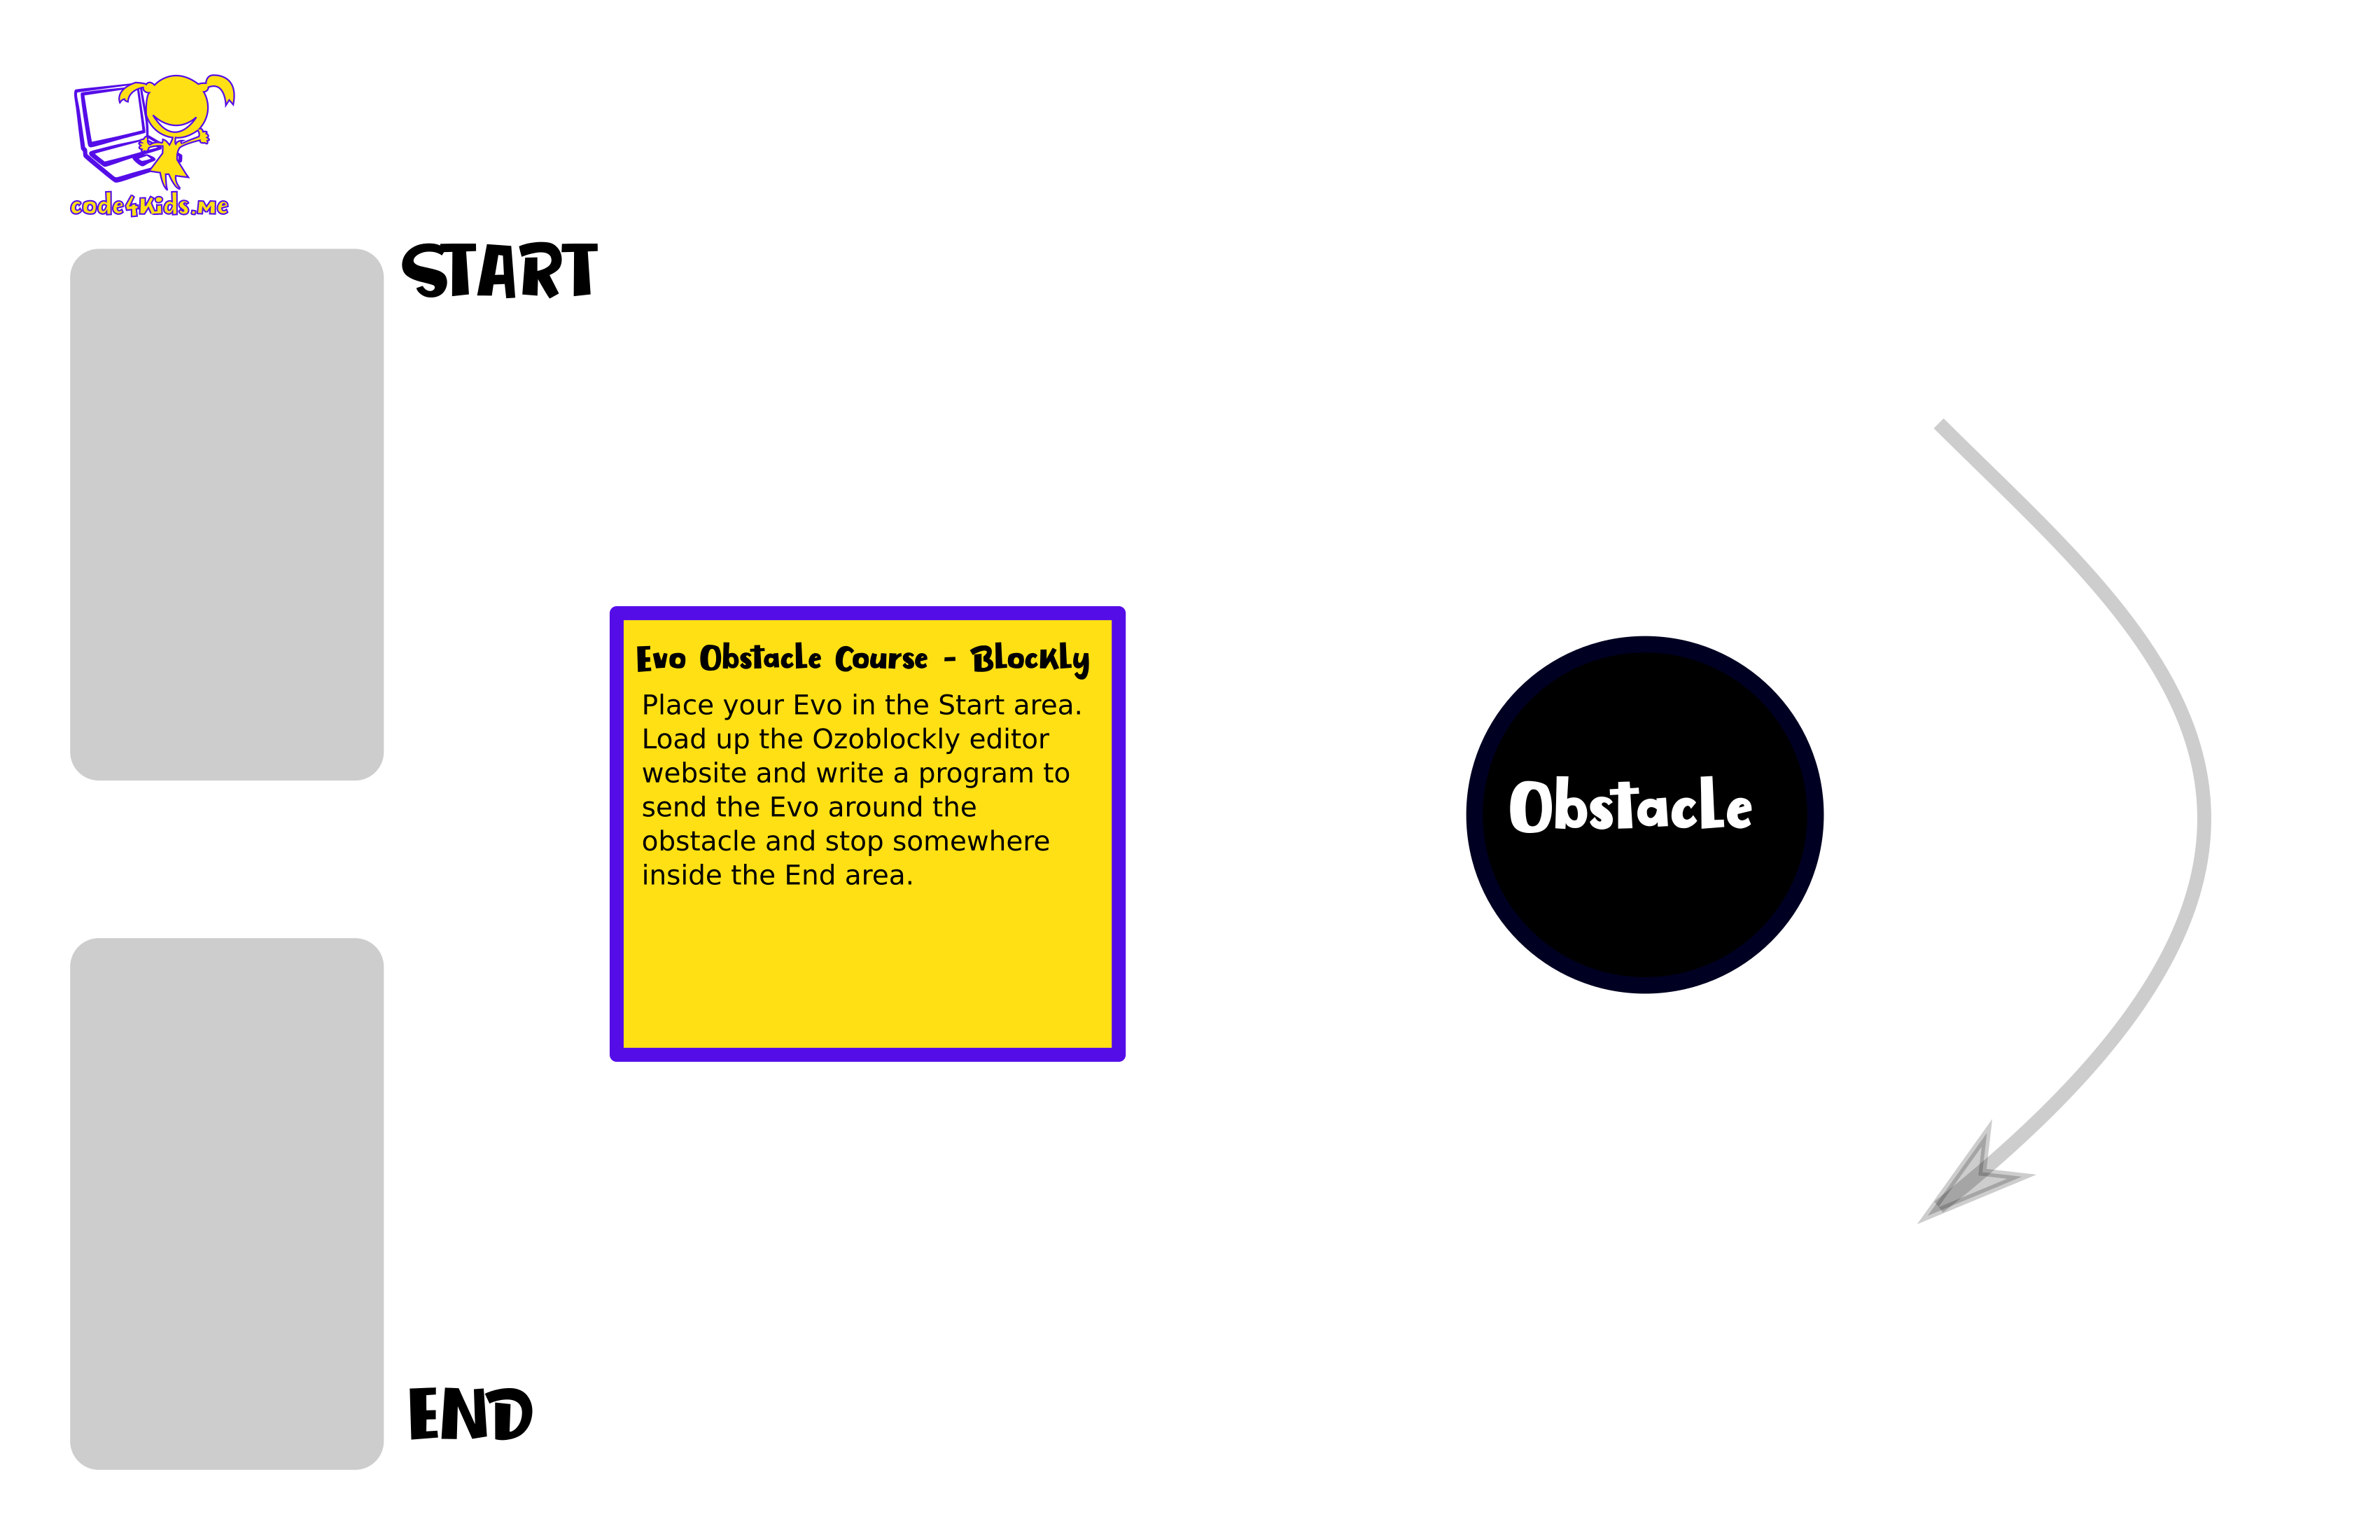 code4kids.me
START
Evo Obstacle Course - Blockly
Place your Evo in the Start area.
Load up the Ozoblockly editor
website and write a program to
send the Evo around the
obstacle and stop somewhere
inside the End area.
Obstacle
END